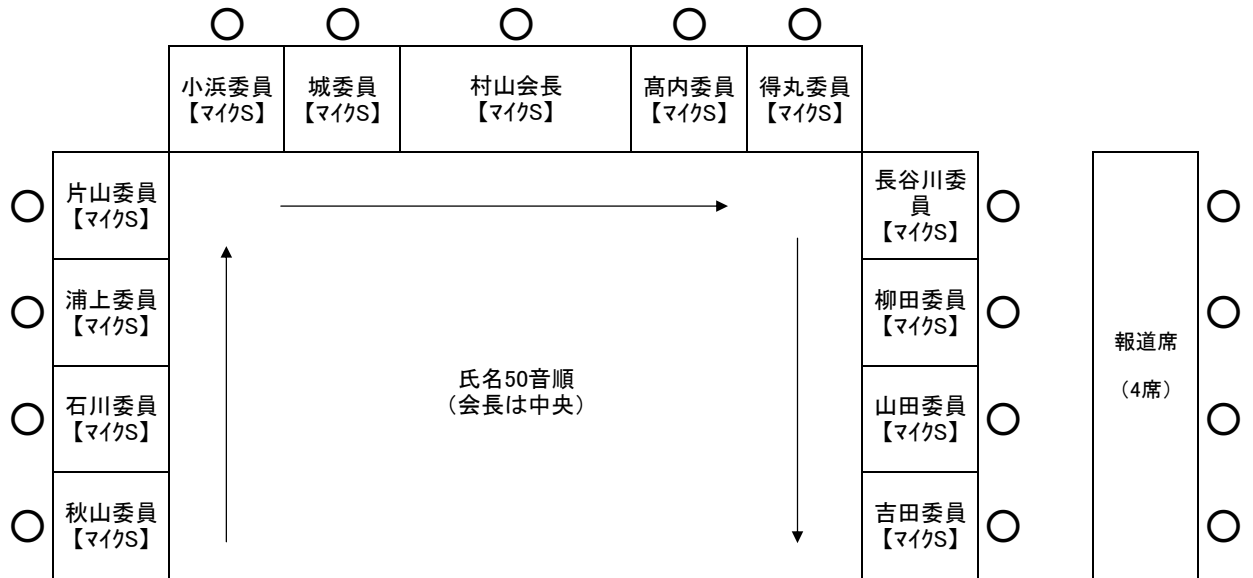 小浜委員
【ﾏｲｸS】
城委員
【ﾏｲｸS】
村山会長
【ﾏｲｸS】
髙内委員
【ﾏｲｸS】
得丸委員
【ﾏｲｸS】
片山委員
【ﾏｲｸS】
浦上委員
【ﾏｲｸS】
石川委員
【ﾏｲｸS】
秋山委員
【ﾏｲｸS】
氏名50音順
（会長は中央）
長谷川委
員
【ﾏｲｸS】
柳田委員
【ﾏｲｸS】
山田委員
【ﾏｲｸS】
吉田委員
【ﾏｲｸS】
報道席
（4席）